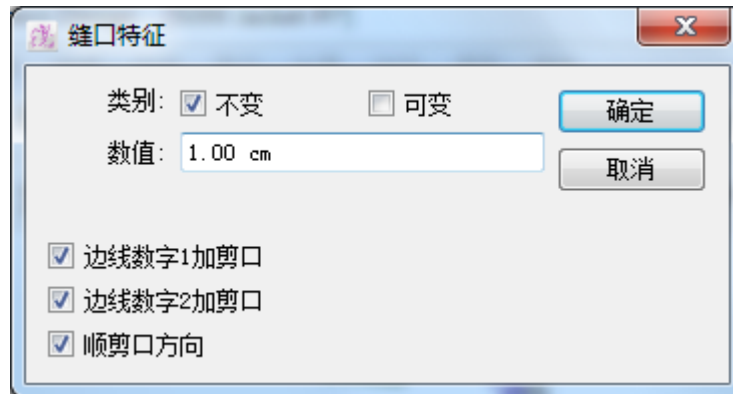 缝口特征
类别: 不变 可变
确定
数值: 1.00 cm
取消
边线数字1加剪口
边线数字2加剪口
顺剪口方向